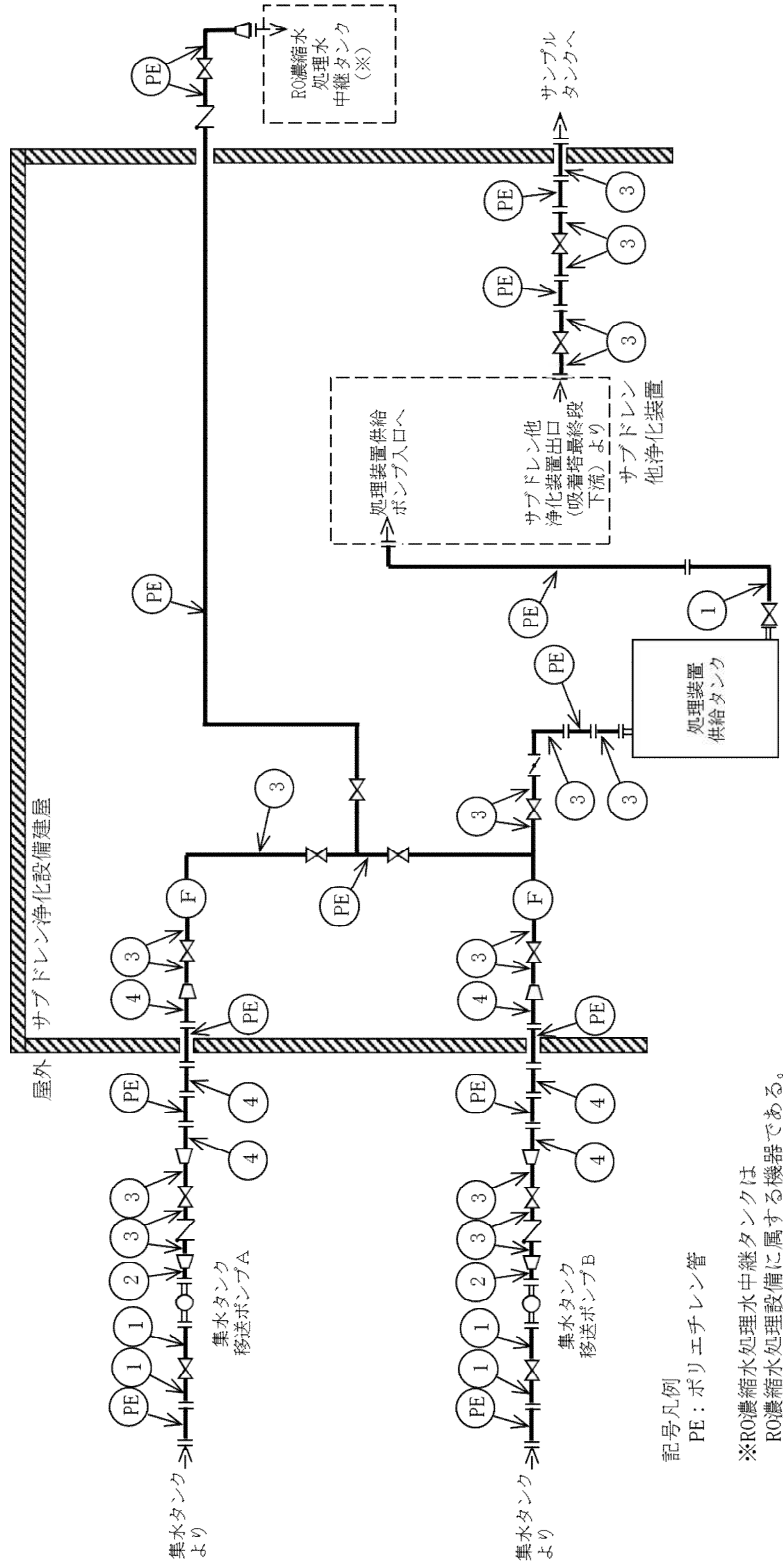 屋外
サブドレン浄化設備建屋
集水タンク
より
PE
1
1
2
3
3
4
PE
4
PE
4
3
F
集水タンク
移送ポンプA
3
PE
PE
PE
RO濃縮水
処理水
中継タンク
(※)
集水タンク
より
PE
1
1
2
3
3
4
PE
4
PE
4
3
F
集水タンク
移送ポンプB
3
3
PE
3
処理装置
供給タンク
1
PE
処理装置供給
ポンプ入口へ
サブドレン他
浄化装置出口
(吸着塔最終段
下流)より
サブドレン
他浄化装置
3
PE
3
PE
3
サンプル
タンクへ
記号凡例
PE:ポリエチレン管
※RO濃縮水処理水中継タンクは
RO濃縮水処理設備に属する機器である。